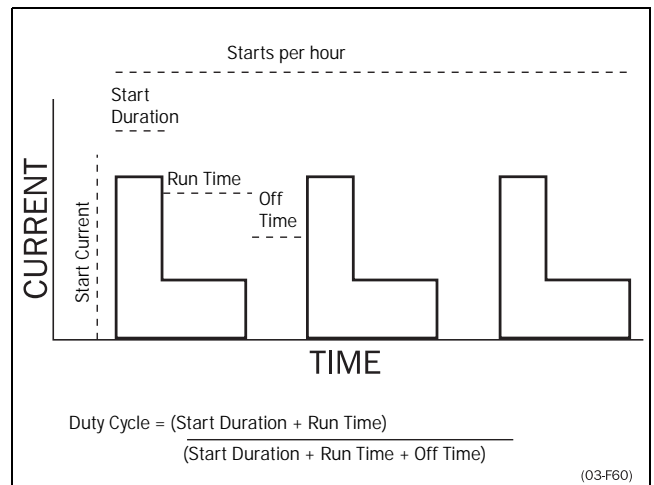 Starts per hour
Start
Duration
Run Time
Off
Time
Start Current
CURRENT
TIME
Duty Cycle = (Start Duration + Run Time)
(Start Duration + Run Time + Off Time)
(03-F60)